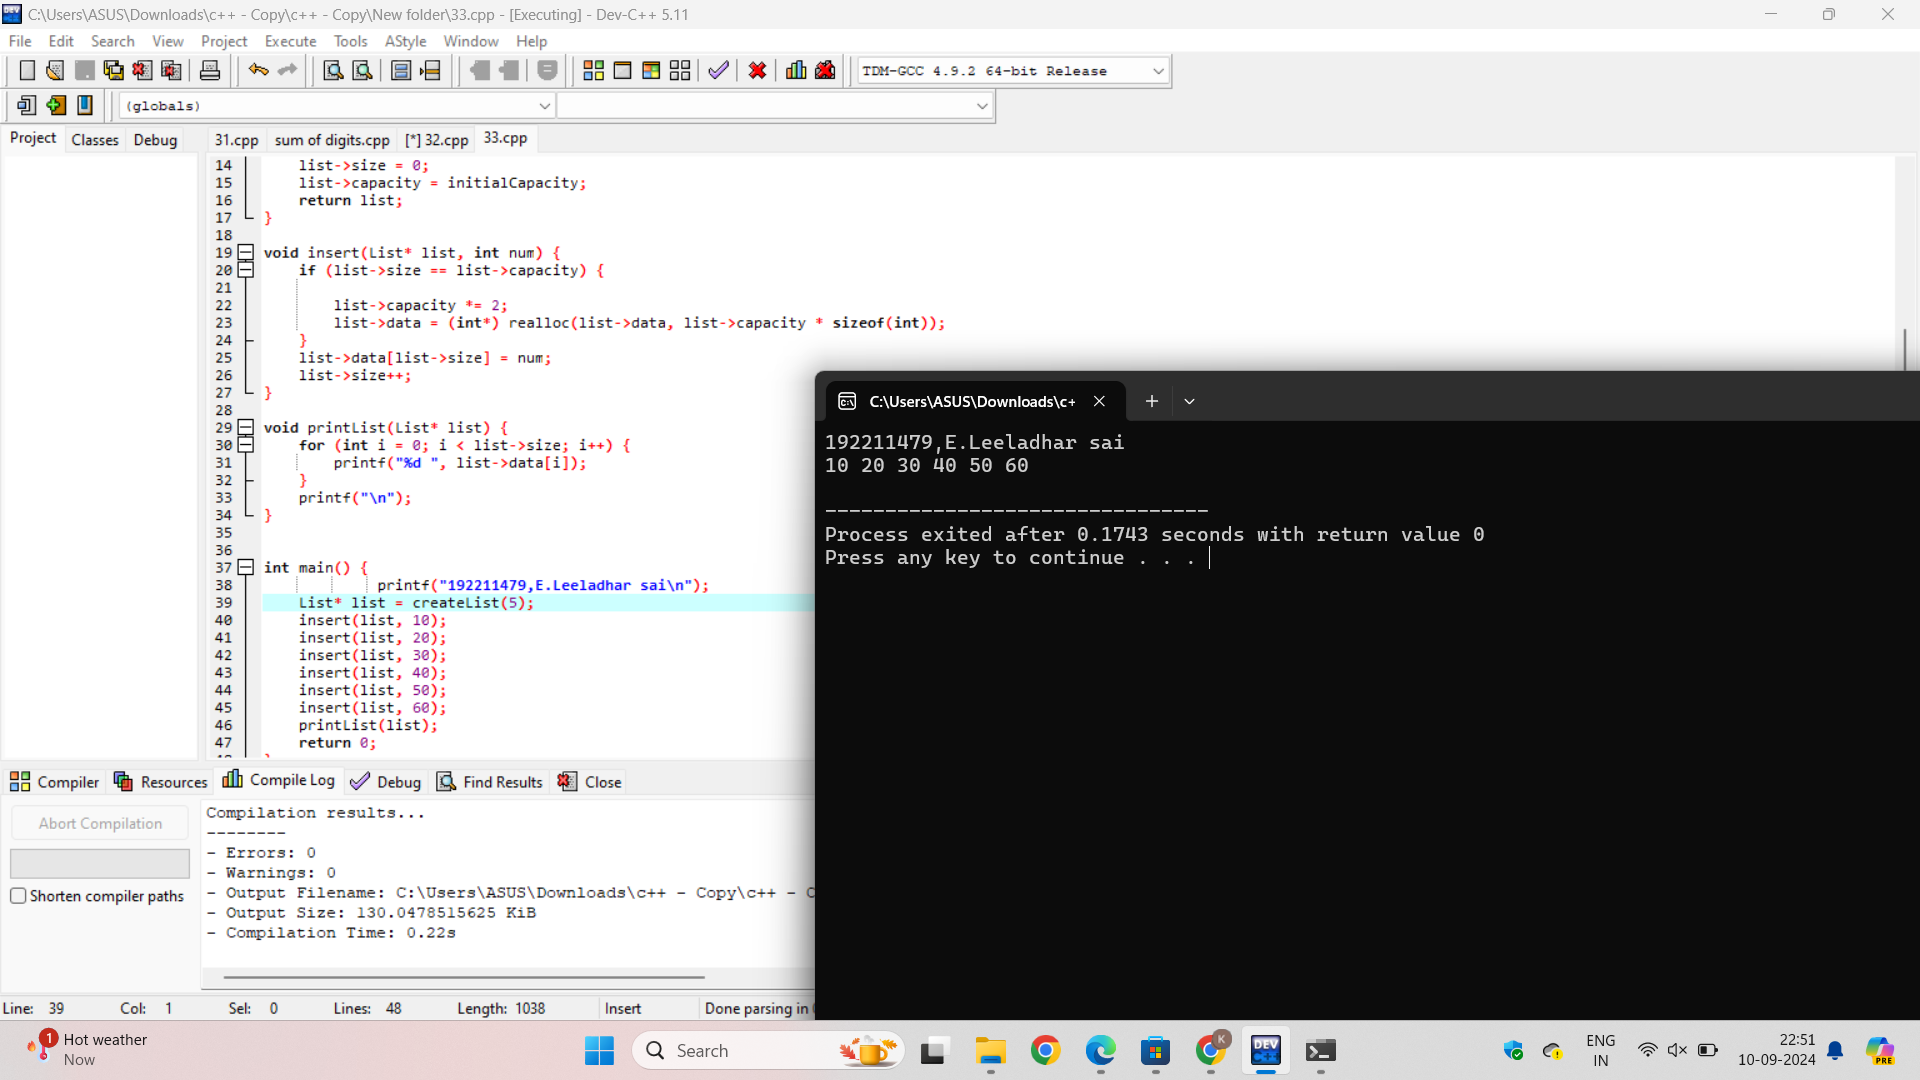 C:\Users\ASUS\Downloads\c++ - Copy\c++ - Copy\New folder\33.cpp - [Executing] - Dev-C++ 5.11
File Edit Search View Project Execute Tools AStyle Window Help
TDM-GCC 4.9.2 64-bit Release
(globals)
Project Classes Debug
31.cpp sum of digits.cpp [*] 32.cpp 33.cpp
14 list->size = 0;
15 list->capacity = initialCapacity;
16 return list;
17 }
18
19 void insert(List* list, int num) {
20 if (list->size == list->capacity) {
21
22 list->capacity *= 2;
23 list->data = (int*) realloc(list->data, list->capacity * sizeof(int));
24 }
25 list->data[list->size] = num;
26 list->size++;
27 }
28
29 void printList(List* list) {
30 for (int i = 0; i < list->size; i++) {
31 printf("%d ", list->data[i]);
32 }
33 printf("\n");
34 }
35
36
37 int main() {
38 printf("192211479,E.Leeladhar sai\n");
39 List* list = createList(5);
40 insert(list, 10);
41 insert(list, 20);
42 insert(list, 30);
43 insert(list, 40);
44 insert(list, 50);
45 insert(list, 60);
46 printList(list);
47 return 0;
C:\Users\ASUS\Downloads\c+
192211479,E.Leeladhar sai
10 20 30 40 50 60
--------------------------------
Process exited after 0.1743 seconds with return value 0
Press any key to continue . . .
Compiler Resources Compile Log Debug Find Results Close
Abort Compilation
Shorten compiler paths
Compilation results...
--------
- Errors: 0
- Warnings: 0
- Output Filename: C:\Users\ASUS\Downloads\c++ - Copy\c++ - C
- Output Size: 130.0478515625 KiB
- Compilation Time: 0.22s
Line: 39 Col: 1 Sel: 0 Lines: 48 Length: 1038 Insert Done parsing in
1
Hot weather
Now
Search
K
DEV
C++
ENG
IN
22:51
10-09-2024
PRE